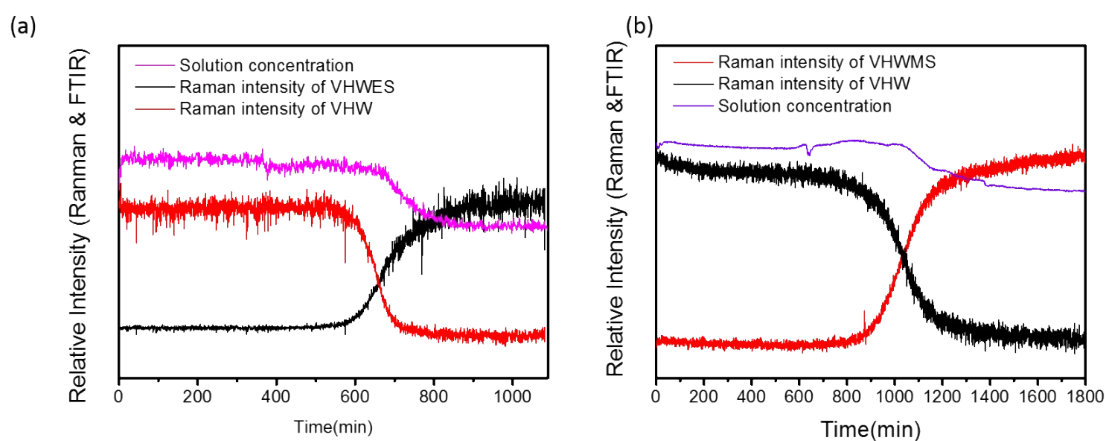 (a)
Relative Intensity (Ranman & FTIR)
Solution concentration
Raman intensity of VHWES
Raman intensity of VHW
0 200 400 600 800 1000
Time(min)
(b)
Relative Intensity (Raman &FTIR)
Raman intensity of VHWMS
Raman intensity of VHW
Solution concentration
0 200 400 600 800 1000 1200 1400 1600 1800
Time(min)